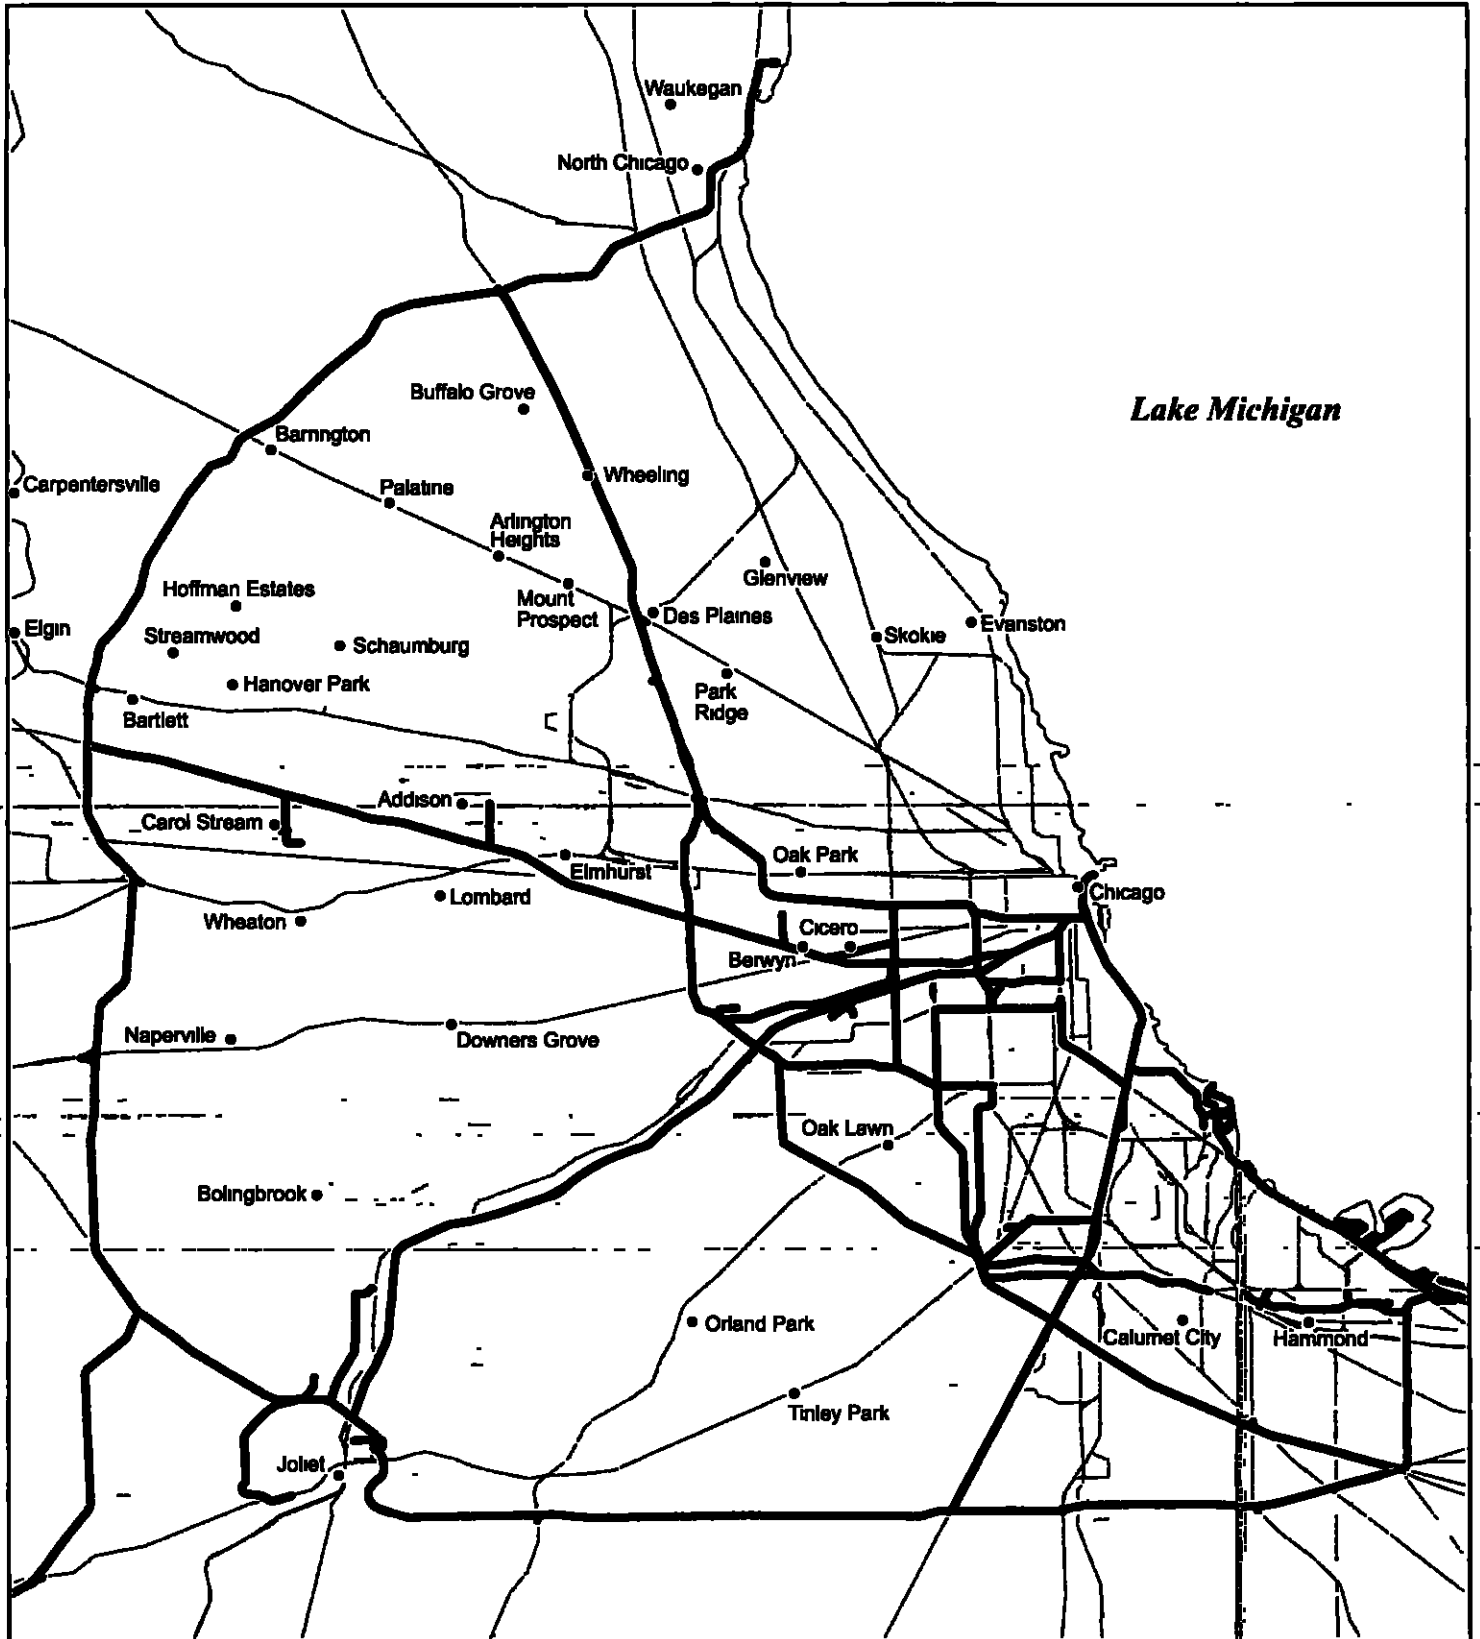 Waukegan
North Chicago
Lake Michigan
Buffalo Grove
Barnngton
Wheeling
Carpentersville
Palatine
Arlington
Heights
Glenview
Hoffman Estates
Mount
Prospect
Des Plaines
Elgin
Streamwood
Schaumburg
Skokie
Evanston
Hanover Park
Park
Ridge
Bartlett
Addison
Carol Stream
Oak Park
Elmhurst
Chicago
Lombard
Wheaton
Cicero
Berwyn
Naperville
Downers Grove
Oak Lawn
Bolingbrook
Orland Park
Calumet City
Hammond
Tinley Park
Joliet